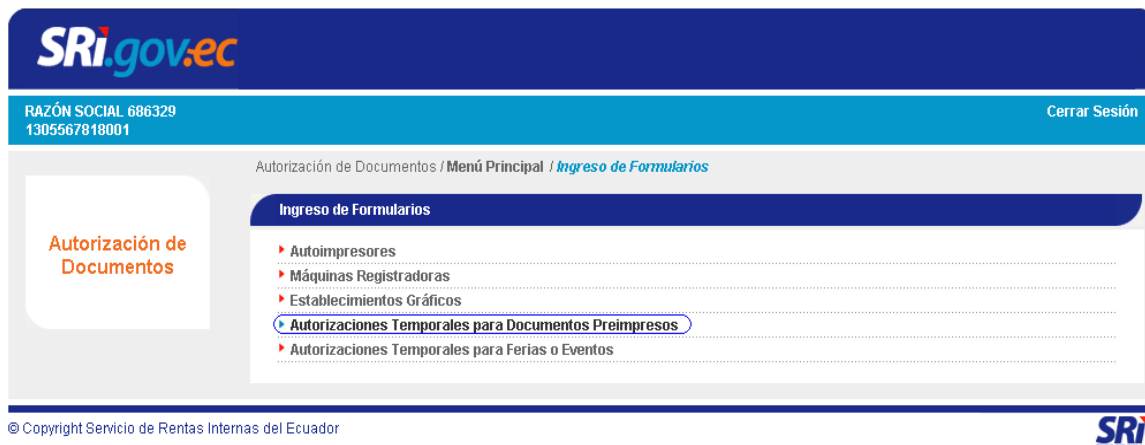 SRi.gov.ec
RAZÓN SOCIAL 686329
1305567818001
Cerrar Sesión
Autorización de Documentos / Menú Principal / Ingreso de Formularios
Autorización de
Documentos
Ingreso de Formularios
Autoimpresores
Máquinas Registradoras
Establecimientos Gráficos
Autorizaciones Temporales para Documentos Preimpresos
Autorizaciones Temporales para Ferias o Eventos
© Copyright Servicio de Rentas Internas del Ecuador
SRi